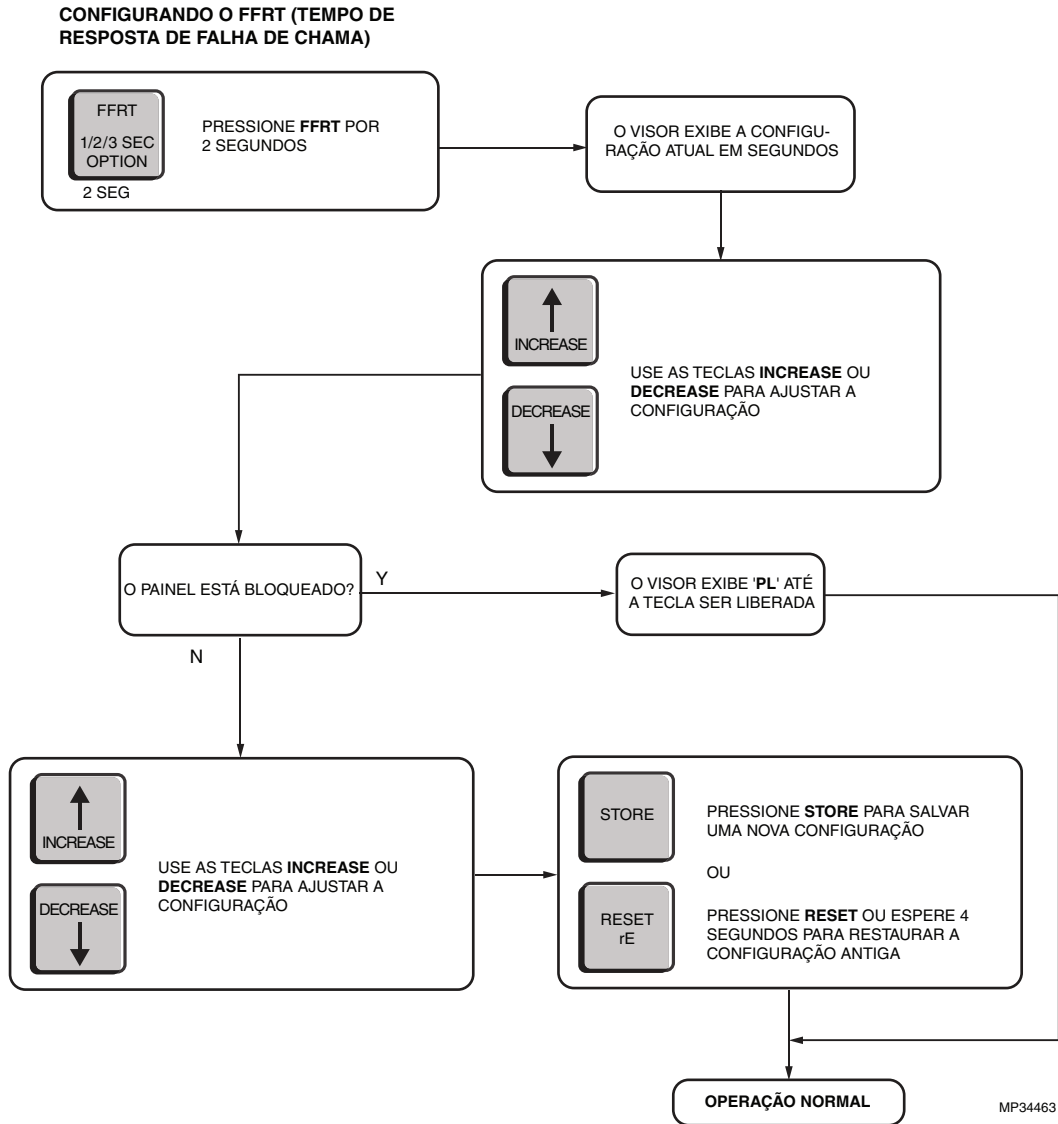 CONFIGURANDO O FFRT (TEMPO DE
RESPOSTA DE FALHA DE CHAMA)
FFRT
1/2/3 SEC
OPTION
2 SEG
PRESSIONE FFRT POR
2 SEGUNDOS
O VISOR EXIBE A CONFIGU-
RAÇÃO ATUAL EM SEGUNDOS
INCREASE
DECREASE
USE AS TECLAS INCREASE OU
DECREASE PARA AJUSTAR A
CONFIGURAÇÃO
O PAINEL ESTÁ BLOQUEADO?
Y
N
O VISOR EXIBE 'PL' ATÉ
A TECLA SER LIBERADA
INCREASE
DECREASE
USE AS TECLAS INCREASE OU
DECREASE PARA AJUSTAR A
CONFIGURAÇÃO
STORE
PRESSIONE STORE PARA SALVAR
UMA NOVA CONFIGURAÇÃO
OU
RESET
rE
PRESSIONE RESET OU ESPERE 4
SEGUNDOS PARA RESTAURAR A
CONFIGURAÇÃO ANTIGA
OPERAÇÃO NORMAL
MP34463